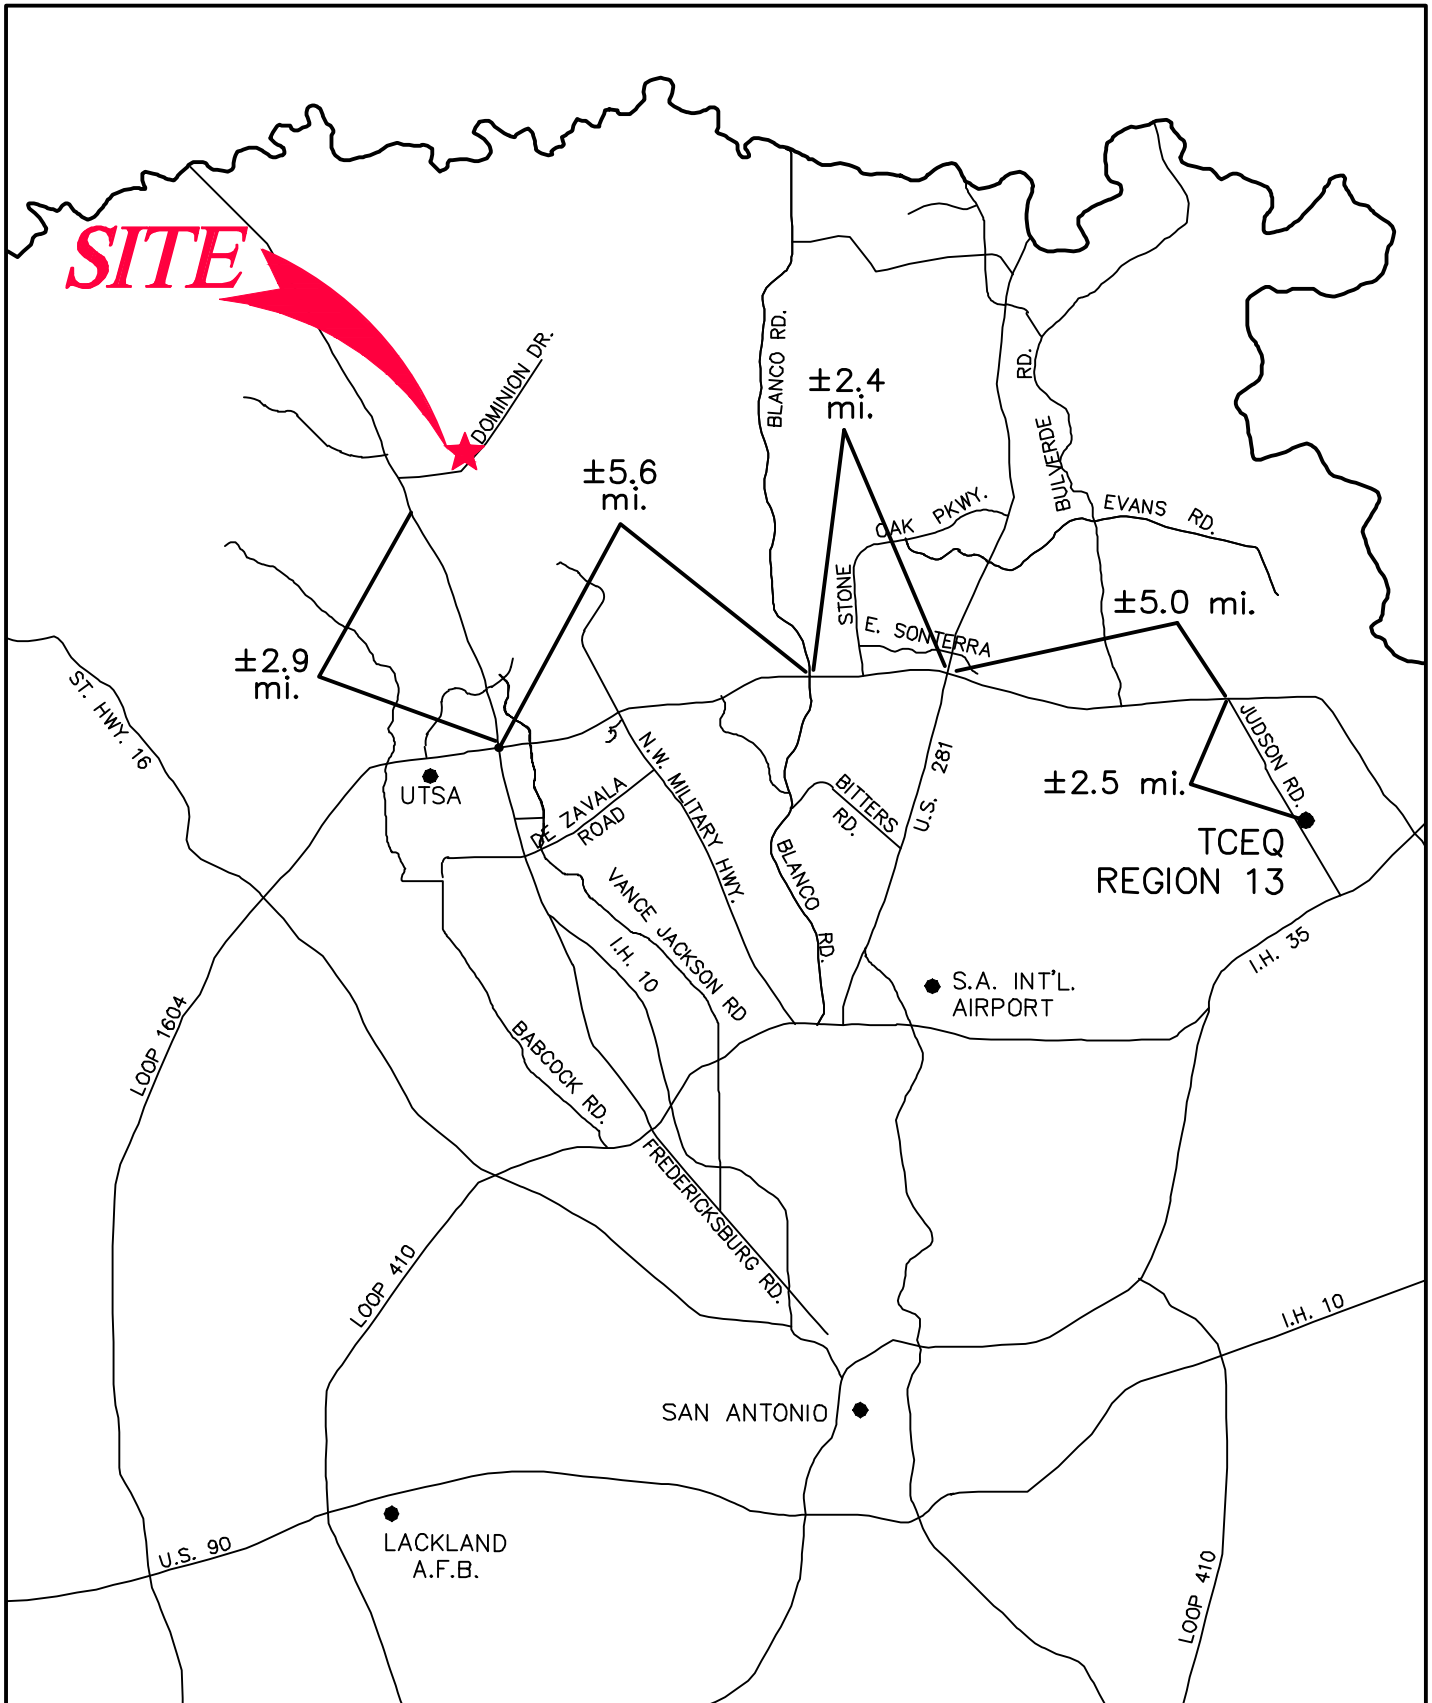 SITE
DOMINION DR.
BLANCO RD.
±2.4
mi.
RD.
BULVERDE
±5.6
mi.
OAK PKWY.
EVANS RD.
STONE
E. SONTERRA
±5.0 mi.
±2.9
mi.
ST. HWY. 16
JUDSON RD.
N.W. MILITARY HWY.
U.S. 281
UTSA
DE ZAVALA
ROAD
BITTERS
RD.
±2.5 mi.
TCEQ
REGION 13
BLANCO
RD.
VANCE JACKSON RD
I.H. 10
I.H. 35
S.A. INT'L.
AIRPORT
LOOP 1604
BABCOCK RD.
FREDERICKSBURG RD.
LOOP 410
I.H. 10
SAN ANTONIO
LACKLAND
A.F.B.
U.S. 90
LOOP 410